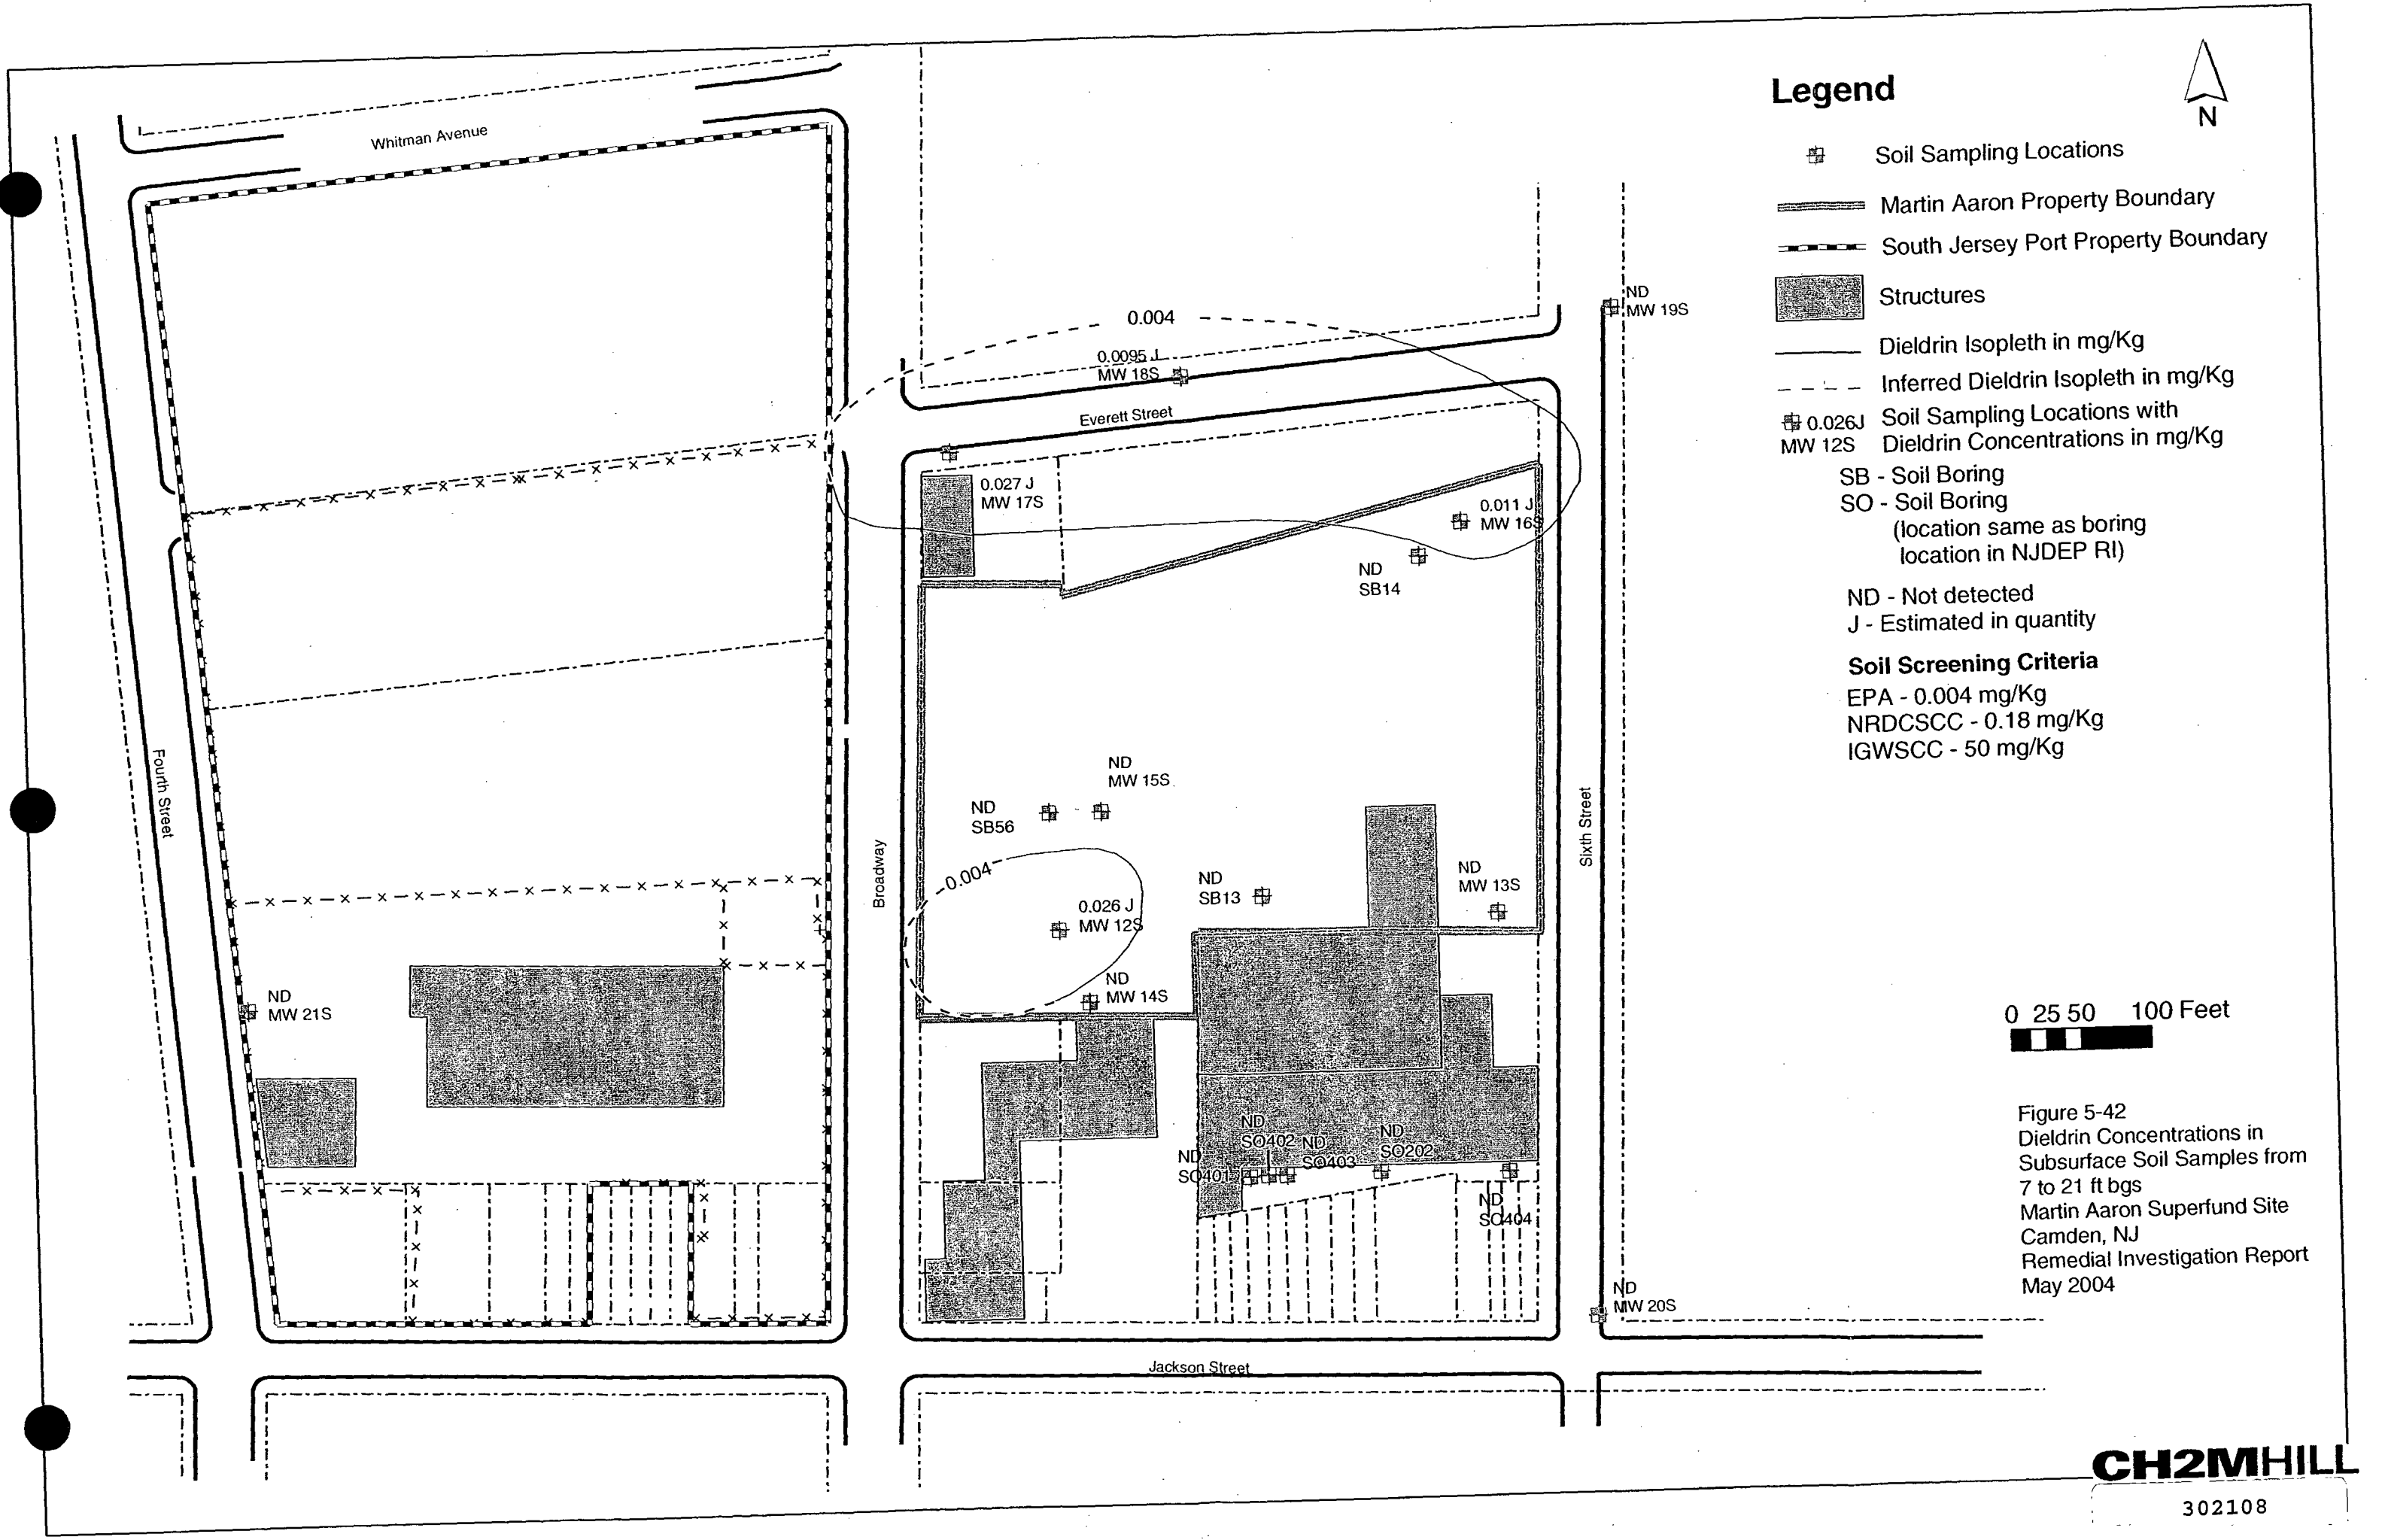 Legend
N
Soil Sampling Locations
Martin Aaron Property Boundary
South Jersey Port Property Boundary
Structures
Dieldrin Isopleth in mg/Kg
Inferred Dieldrin Isopleth in mg/Kg
0.026J Soil Sampling Locations with
MW 12S Dieldrin Concentrations in mg/Kg
SB - Soil Boring
SO - Soil Boring
(location same as boring
location in NJDEP RI)
ND - Not detected
J - Estimated in quantity
Soil Screening Criteria
EPA - 0.004 mg/Kg
NRDCSCC - 0.18 mg/Kg
IGWSCC - 50 mg/Kg
Whitman Avenue
0.004
ND
MW 19S
0.0095 J
MW 18S
Everett Street
0.027 J
MW 17S
0.011 J
MW 16S
ND
SB14
Fourth Street
Broadway
Sixth Street
ND
MW 15S
ND
SB56
0.004
ND
SB13
ND
MW 13S
0.026 J
MW 12S
ND
MW 14S
ND
MW 21S
ND
SO402
ND
SO403
ND
SO202
ND
SO401
ND
SO404
ND
MW 20S
Jackson Street
0 25 50 100 Feet
Figure 5-42
Dieldrin Concentrations in
Subsurface Soil Samples from
7 to 21 ft bgs
Martin Aaron Superfund Site
Camden, NJ
Remedial Investigation Report
May 2004
CH2MHILL
302108